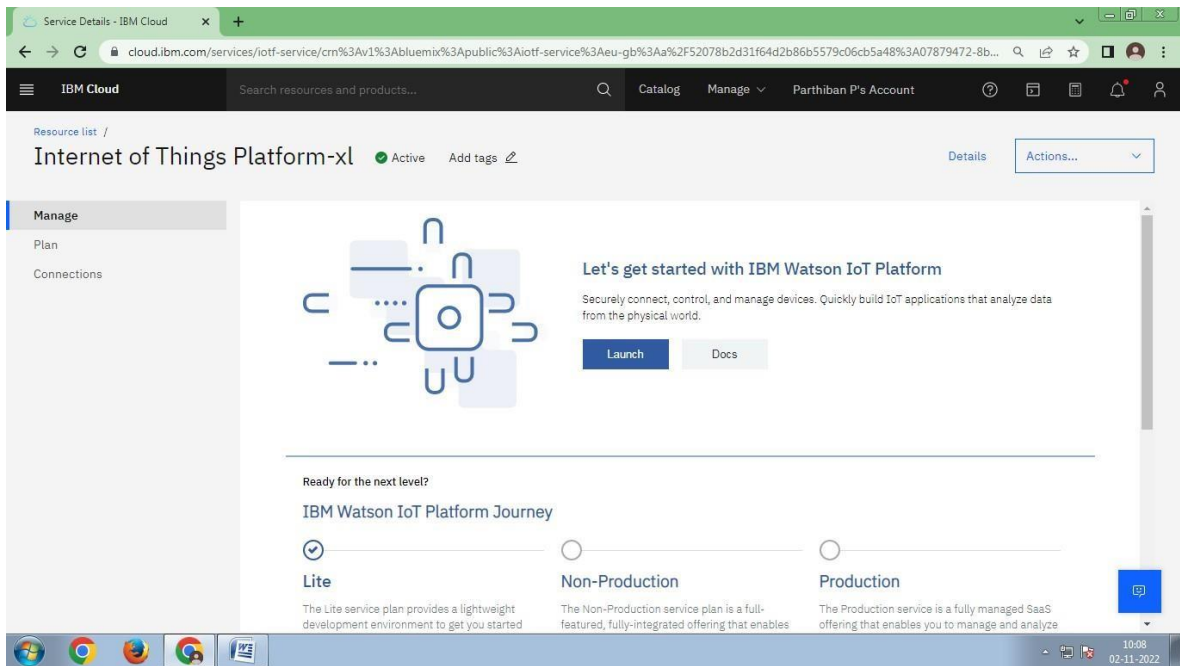 Service Details - IBM Cloud
cloud.ibm.com/services/iotf-service/crn%3Av1%3Abluemix%3Apublic%3Aiotf-service%3Aeu-gb%3Aa%2F52078b2d31f64d2b86b5579c06cb5a48%3A07879472-8b...
IBM Cloud
Search resources and products...
Catalog
Manage
Parthiban P's Account
Resource list /
Internet of Things Platform-xl
Active
Add tags
Details
Actions...
Manage
Plan
Connections
Let's get started with IBM Watson IoT Platform
Securely connect, control, and manage devices. Quickly build IoT applications that analyze data
from the physical world.
Launch
Docs
Ready for the next level?
IBM Watson IoT Platform Journey
Lite
The Lite service plan provides a lightweight
development environment to get you started
Non-Production
The Non-Production service plan is a full-
featured, fully-integrated offering that enables
Production
The Production service is a fully managed SaaS
offering that enables you to manage and analyze
10:08
02-11-2022